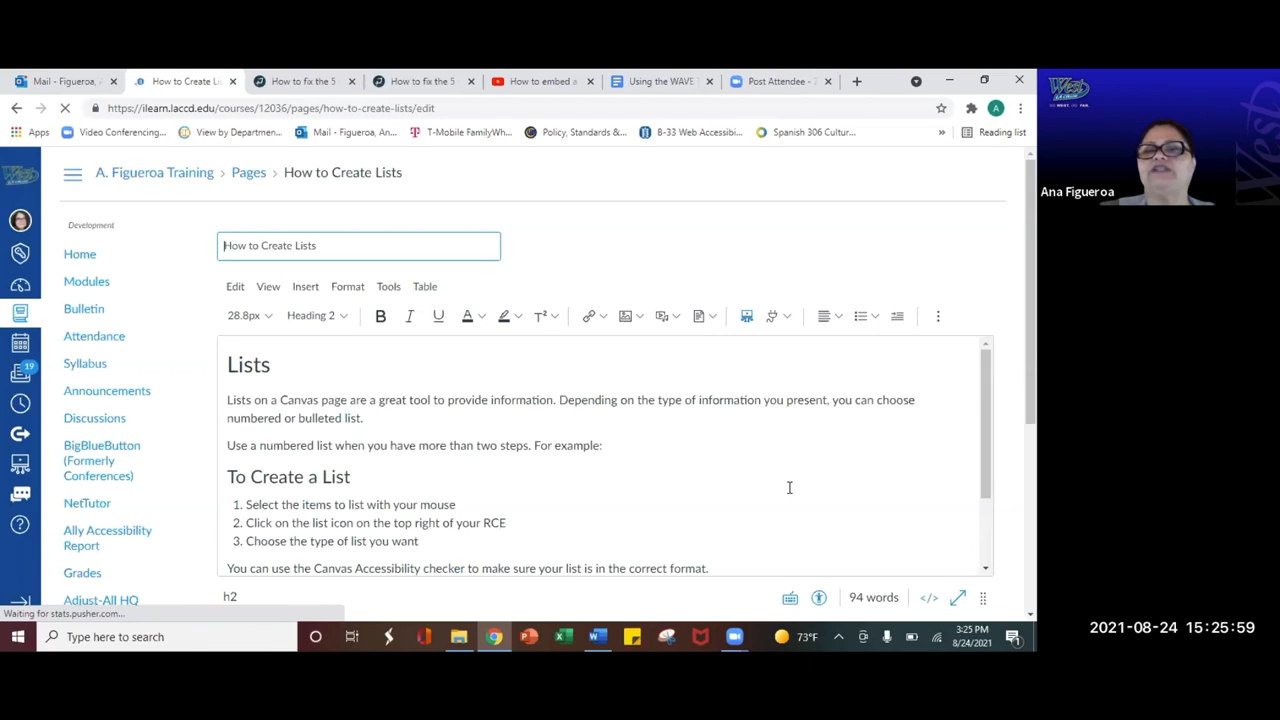 Mail - Figueroa,
How to Create Lis
How to fix the 5
How to fix the 5
How to embed a
Using the WAVE
Post Attendee - Z
https://ilearn.laccd.edu/courses/12036/pages/how-to-create-lists/edit
Apps
Video Conferencing...
View by Departmen...
Mail - Figueroa, An...
T-Mobile FamilyWh...
Policy, Standards &...
B-33 Web Accessibi...
Spanish 306 Cultur...
»
Reading list
West
A. Figueroa Training > Pages > How to Create Lists
Ana Figueroa
Development
How to Create Lists
Home
Modules
Bulletin
Attendance
Syllabus
Announcements
Discussions
BigBlueButton
(Formerly
Conferences)
NetTutor
Ally Accessibility
Report
Grades
Adjust-All HQ
19
Edit View Insert Format Tools Table
28.8px Heading 2 B I U A T²
Lists
Lists on a Canvas page are a great tool to provide information. Depending on the type of information you present, you can choose
numbered or bulleted list.
Use a numbered list when you have more than two steps. For example:
To Create a List
1. Select the items to list with your mouse
2. Click on the list icon on the top right of your RCE
3. Choose the type of list you want
You can use the Canvas Accessibility checker to make sure your list is in the correct format.
h2
94 words
</>
Waiting for stats.pusher.com...
Type here to search
73°F
3:25 PM
8/24/2021
2021-08-24 15:25:59